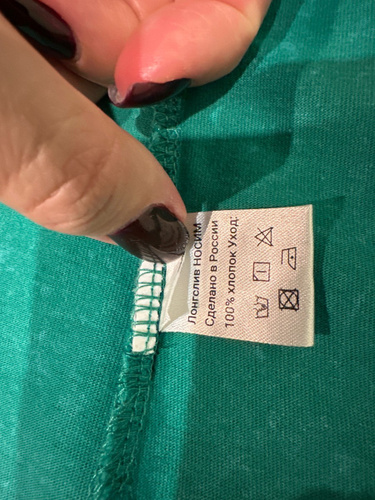 Лонгслив НОСИМ
Сделано в России
100% хлопок Уход: